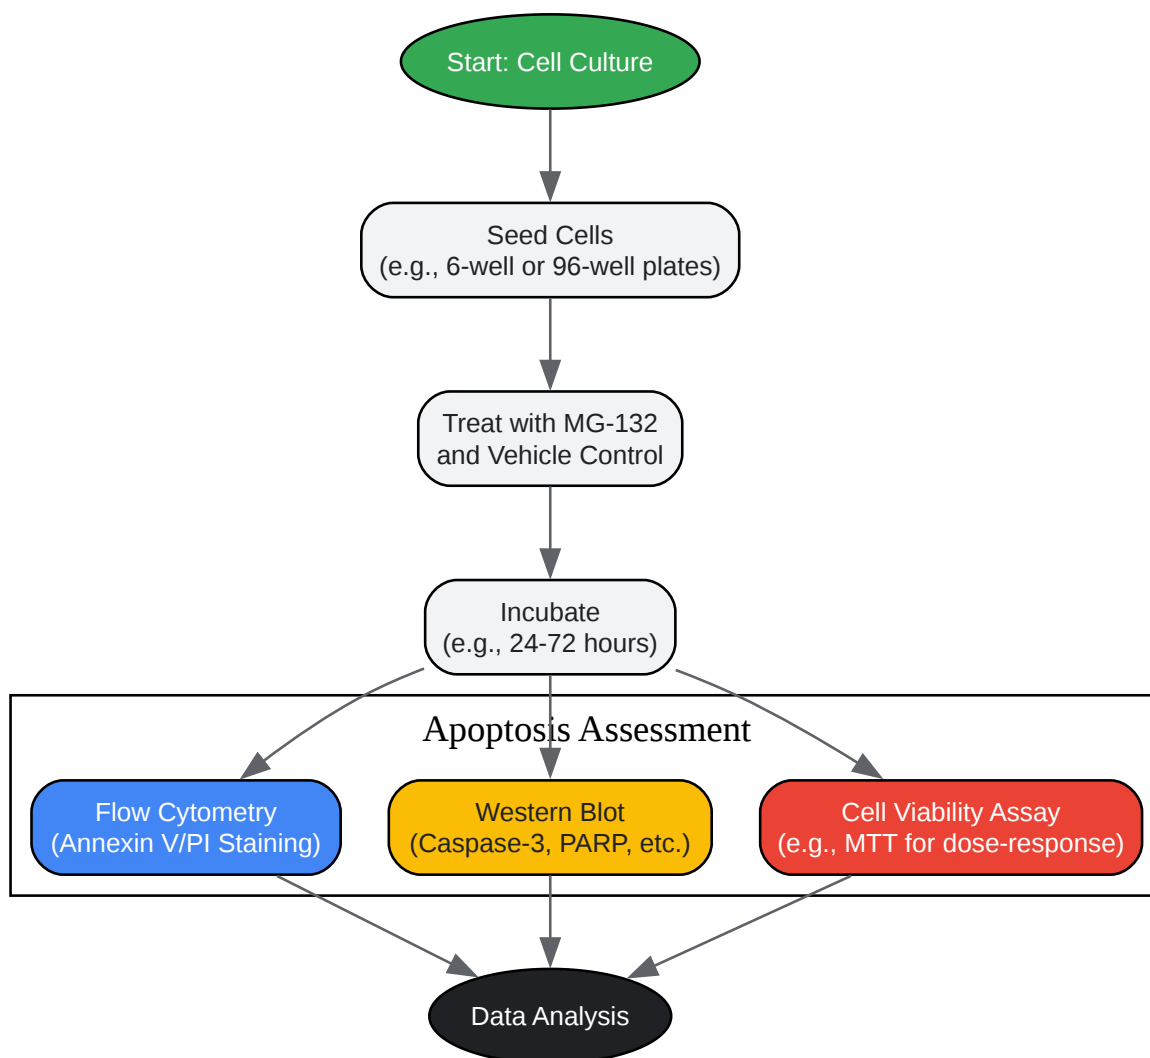 Start: Cell Culture
Seed Cells
(e.g., 6-well or 96-well plates)
Treat with MG-132
and Vehicle Control
Incubate
(e.g., 24-72 hours)
Apoptosis Assessment
Flow Cytometry
(Annexin V/PI Staining)
Western Blot
(Caspase-3, PARP, etc.)
Cell Viability Assay
(e.g., MTT for dose-response)
Data Analysis